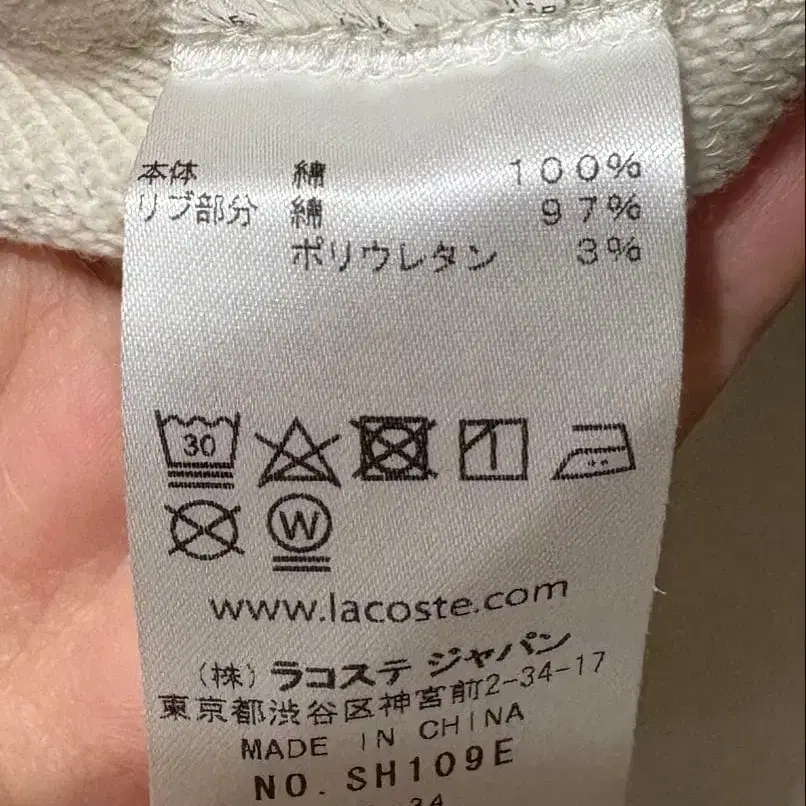 本体 綿 100%
リブ部分 綿 97%
ポリウレタン 3%
30
W
www.lacoste.com
(株) ラコステ ジャパン
東京都渋谷区神宮前2-34-17
MADE IN CHINA
NO. SH109E